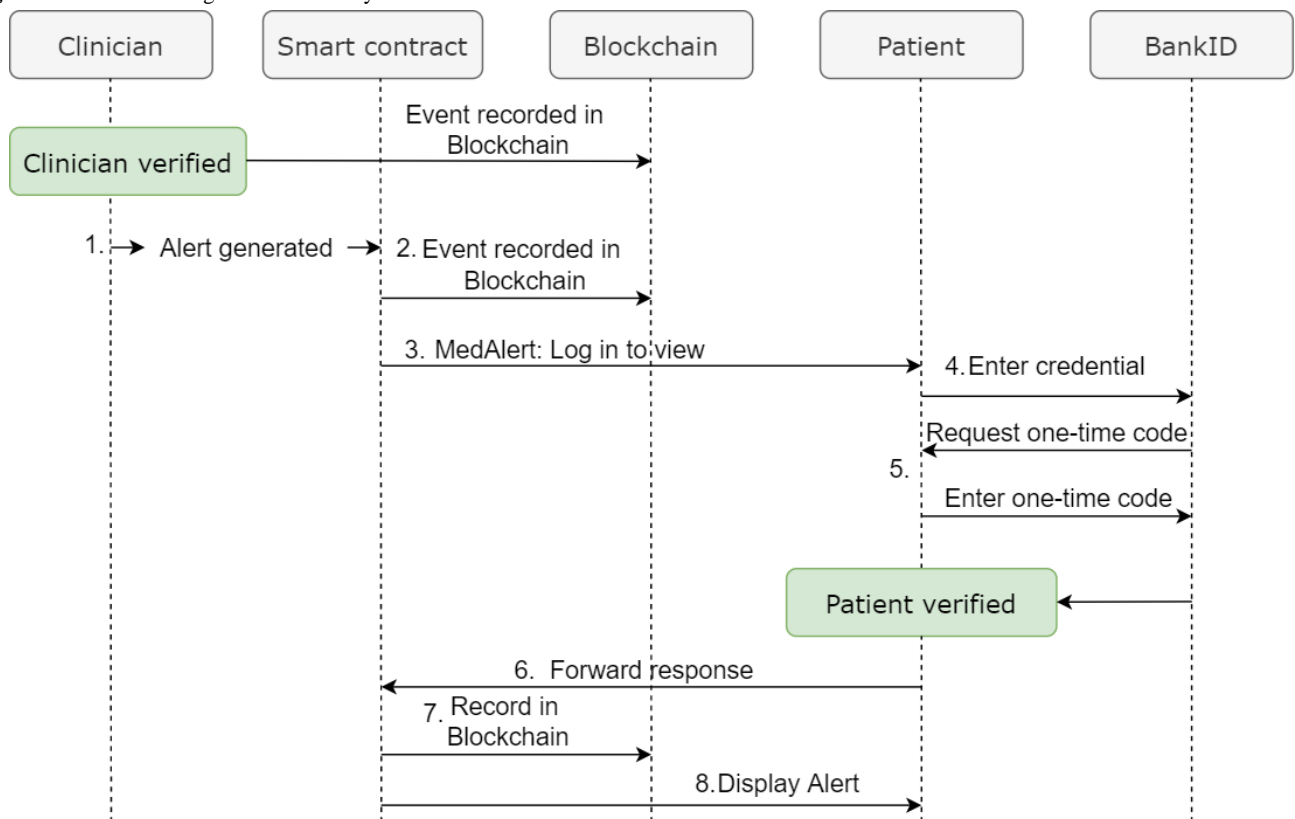 Clinician
Smart contract
Blockchain
Patient
BankID
Event recorded in
Blockchain
Clinician verified
1.
Alert generated
2. Event recorded in
Blockchain
3. MedAlert: Log in to view
4.Enter credential
Request one-time code
5.
Enter one-time code
Patient verified
6. Forward response
7. Record in
Blockchain
8.Display Alert